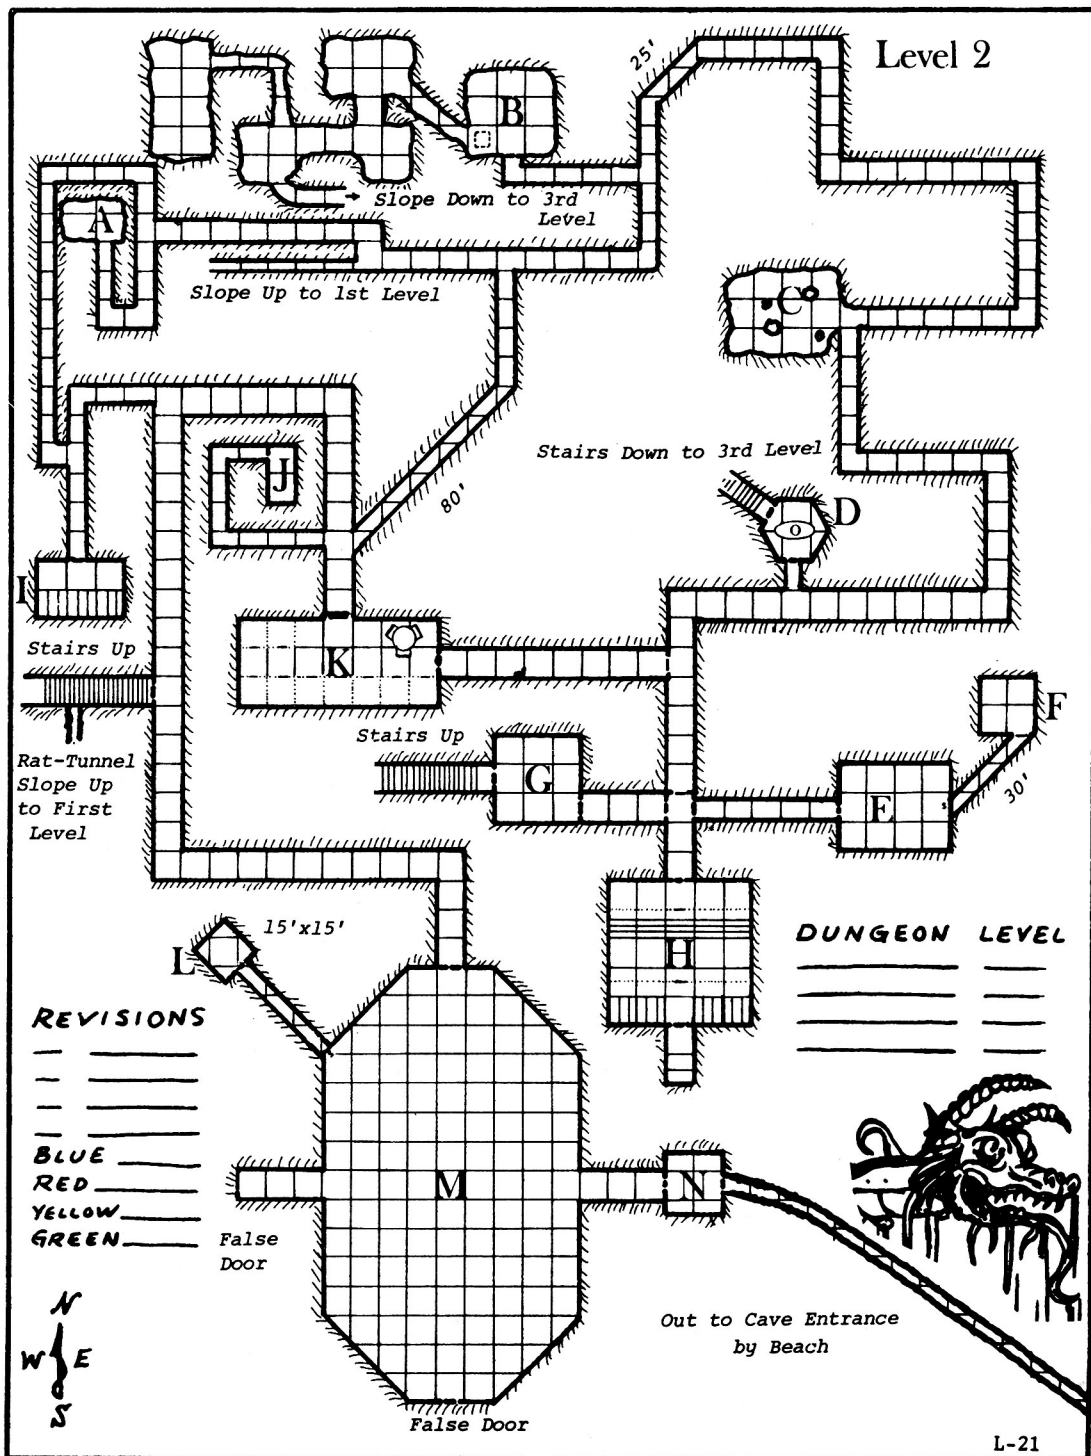 Level 2
25'
B
Slope Down to 3rd
Level
A
Slope Up to 1st Level
C
Stairs Down to 3rd Level
J
80'
D
O
I
Stairs Up
K
F
Stairs Up
Rat-Tunnel
Slope Up
to First
Level
G
30'
E
S
15'x15'
L
H
DUNGEON LEVEL
REVISIONS
BLUE
RED
YELLOW
GREEN
M
N
False
Door
Out to Cave Entrance
by Beach
N
W E
S
False Door
L-21